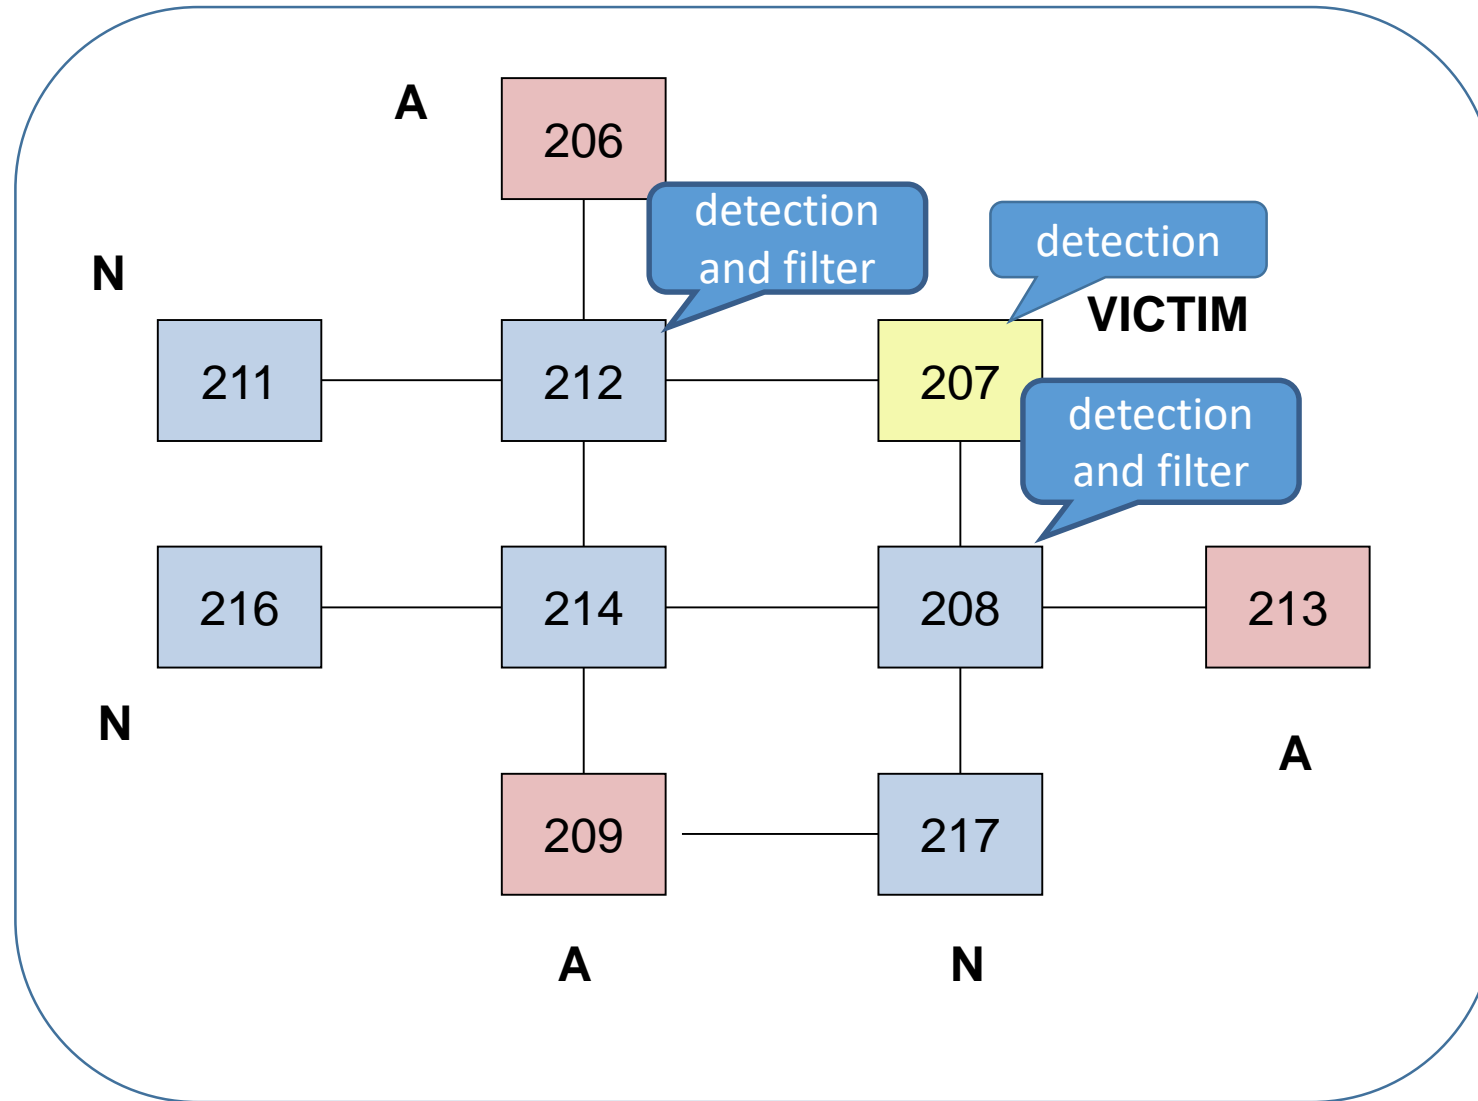 A
206
detection
and filter
detection
N
VICTIM
211
212
207
detection
and filter
216
214
208
213
N
A
209
217
A
N